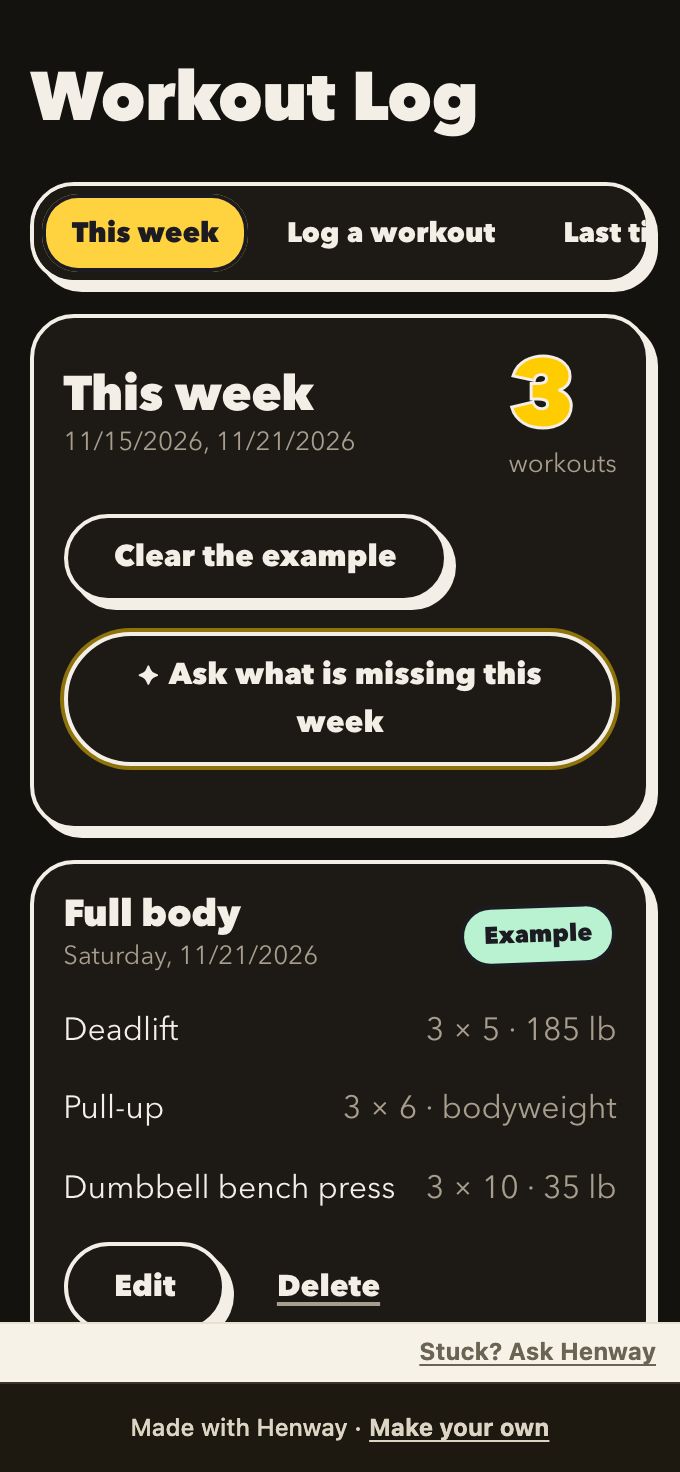 Workout Log
This week
Log a workout
Last ti
This week
11/15/2026, 11/21/2026
3
workouts
Clear the example
✦ Ask what is missing this
week
Full body
Saturday, 11/21/2026
Example
Deadlift 3 × 5 · 185 lb
Pull-up 3 × 6 · bodyweight
Dumbbell bench press 3 × 10 · 35 lb
Edit
Delete
Stuck? Ask Henway
Made with Henway · Make your own